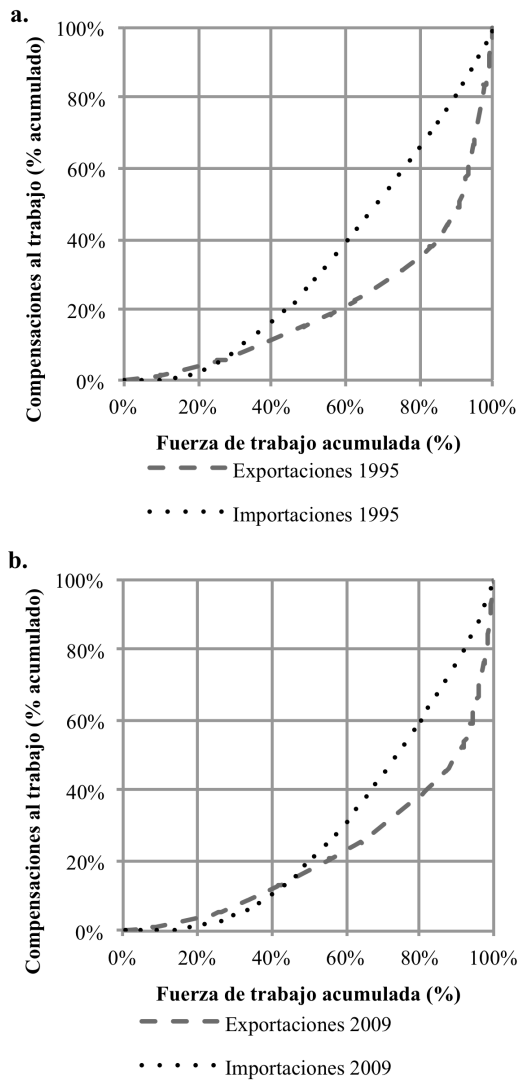 a.
Compensaciones al trabajo (% acumulado)
100%
80%
60%
40%
20%
0%
0% 20% 40% 60% 80% 100%
Fuerza de trabajo acumulada (%)
Exportaciones 1995
Importaciones 1995
b.
Compensaciones al trabajo (% acumulado)
100%
80%
60%
40%
20%
0%
0% 20% 40% 60% 80% 100%
Fuerza de trabajo acumulada (%)
Exportaciones 2009
Importaciones 2009